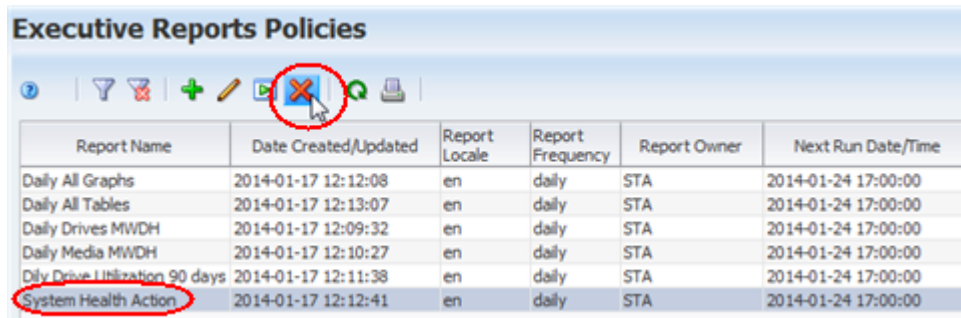 Executive Reports Policies
Report Name Date Created/Updated Report Locale Report Frequency Report Owner Next Run Date/Time
Daily All Graphs 2014-01-17 12:12:08 en daily STA 2014-01-24 17:00:00
Daily All Tables 2014-01-17 12:13:07 en daily STA 2014-01-24 17:00:00
Daily Drives MWDH 2014-01-17 12:09:32 en daily STA 2014-01-24 17:00:00
Daily Media MWDH 2014-01-17 12:10:27 en daily STA 2014-01-24 17:00:00
Dily Drive Utilization 90 days 2014-01-17 12:11:38 en daily STA 2014-01-24 17:00:00
System Health Action 2014-01-17 12:12:41 en daily STA 2014-01-24 17:00:00